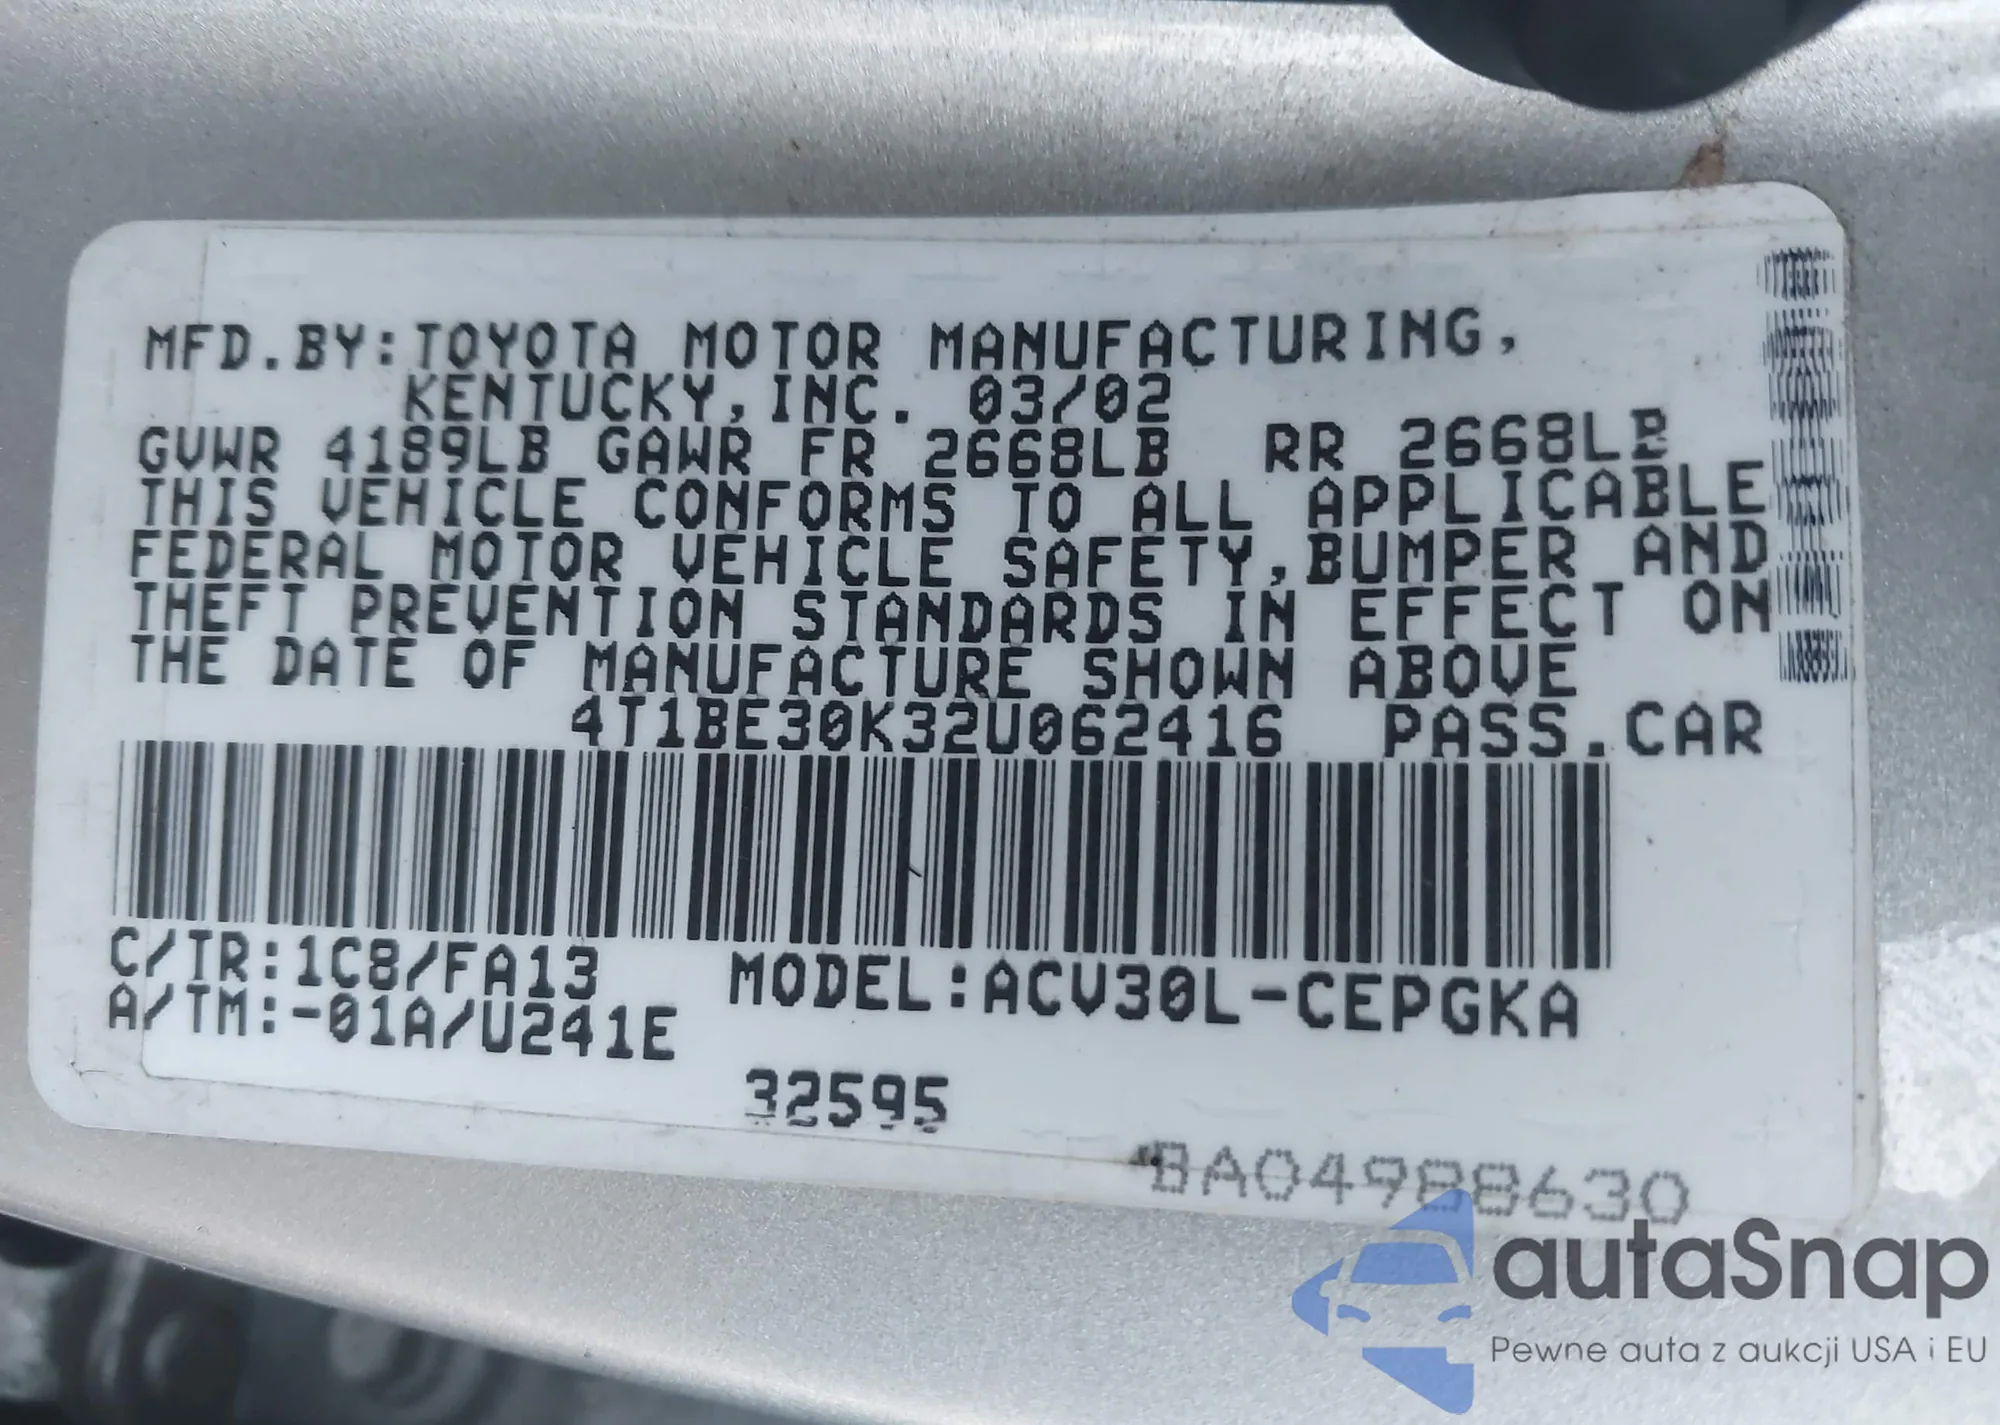 MFD.BY:TOYOTA MOTOR MANUFACTURING,
KENTUCKY,INC. 03/02
GVWR 4189LB GAWR FR 2668LB RR 2668LB
THIS VEHICLE CONFORMS TO ALL APPLICABLE
FEDERAL MOTOR VEHICLE SAFETY,BUMPER AND
THEFT PREVENTION STANDARDS IN EFFECT ON
THE DATE OF MANUFACTURE SHOWN ABOVE
4T1BE30K32U062416 PASS.CAR
C/TR:1C8/FA13 MODEL:ACV30L-CEPGKA
A/TM:-01A/U241E
32595
BA04988630
autaSnap
Pewne auta z aukcji USA i EU